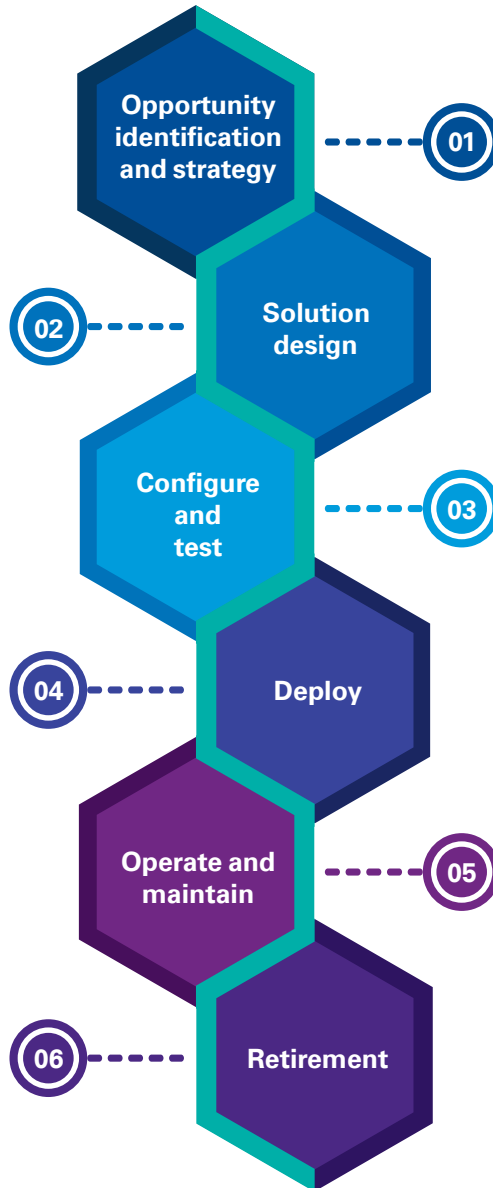 Opportunity
identification
and strategy
01
02
Solution
design
Configure
and
test
03
04
Deploy
Operate and
maintain
05
06
Retirement